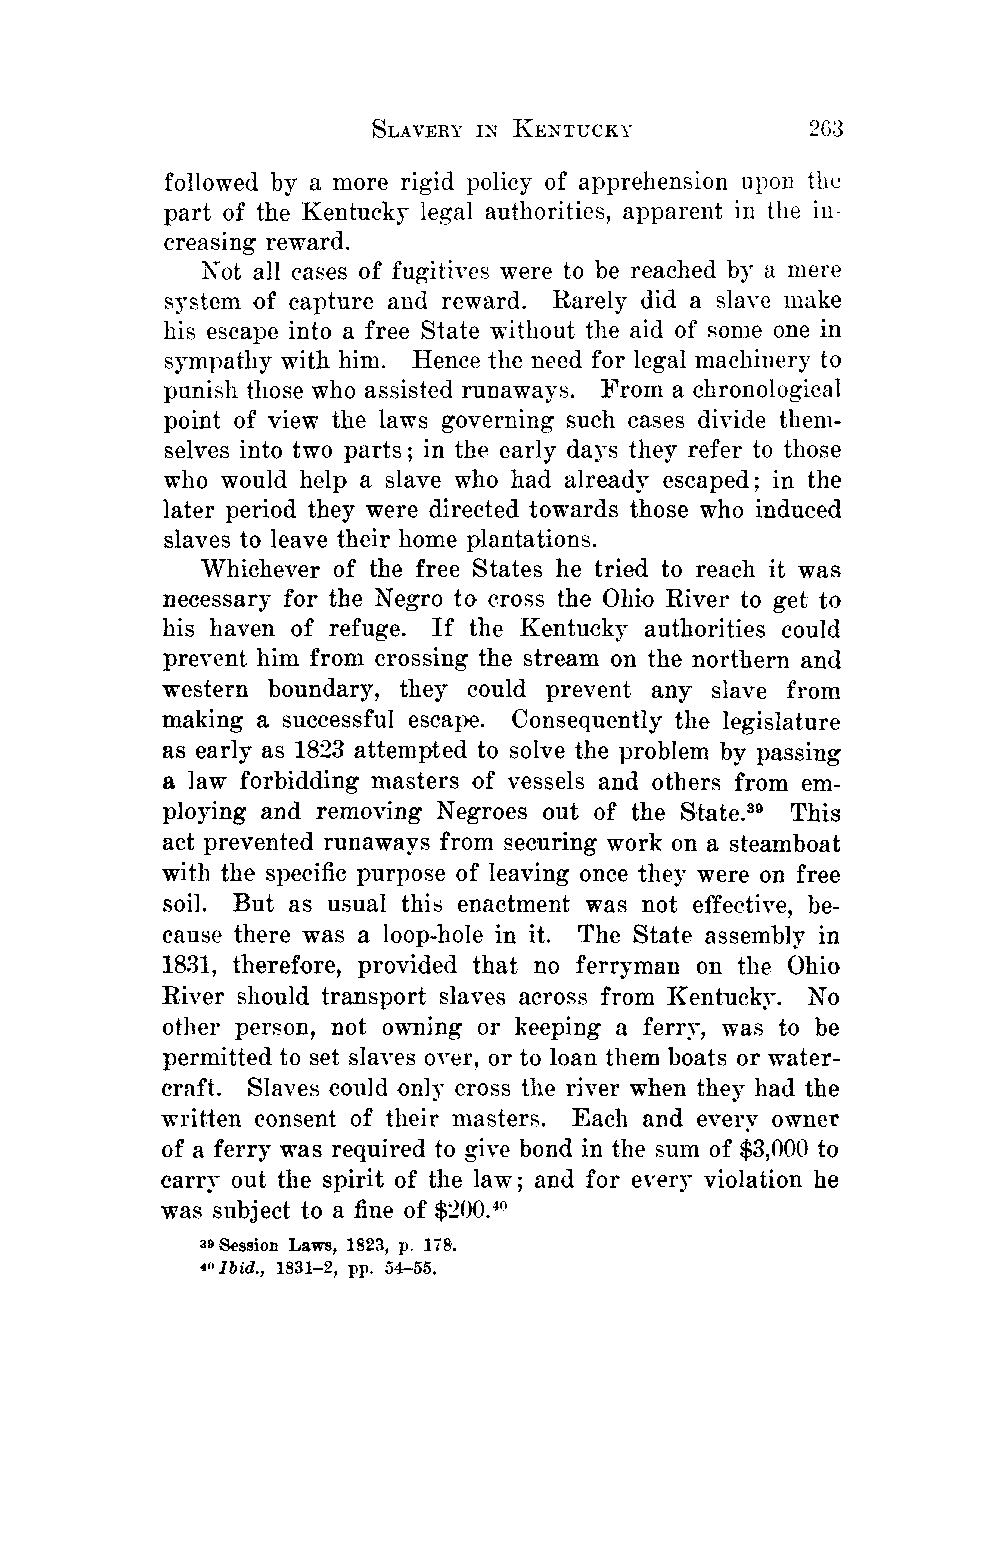 SLAVERY IN KENTUCKY 263
followed by a more rigid policy of apprehension upon the
part of the Kentucky legal authorities, apparent in the in-
creasing reward.
Not all cases of fugitives were to be reached by a mere
system of capture and reward. Rarely did a slave make
his escape into a free State without the aid of some one in
sympathy with him. Hence the need for legal machinery to
punish those who assisted runaways. From a chronological
point of view the laws governing such cases divide them-
selves into two parts; in the early days they refer to those
who would help a slave who had already escaped; in the
later period they were directed towards those who induced
slaves to leave their home plantations.
Whichever of the free States he tried to reach it was
necessary for the Negro to cross the Ohio River to get to
his haven of refuge. If the Kentucky authorities could
prevent him from crossing the stream on the northern and
western boundary, they could prevent any slave from
making a successful escape. Consequently the legislature
as early as 1823 attempted to solve the problem by passing
a law forbidding masters of vessels and others from em-
ploying and removing Negroes out of the State.³⁹ This
act prevented runaways from securing work on a steamboat
with the specific purpose of leaving once they were on free
soil. But as usual this enactment was not effective, be-
cause there was a loop-hole in it. The State assembly in
1831, therefore, provided that no ferryman on the Ohio
River should transport slaves across from Kentucky. No
other person, not owning or keeping a ferry, was to be
permitted to set slaves over, or to loan them boats or water-
craft. Slaves could only cross the river when they had the
written consent of their masters. Each and every owner
of a ferry was required to give bond in the sum of $3,000 to
carry out the spirit of the law; and for every violation he
was subject to a fine of $200.⁴⁰
³⁹ Session Laws, 1823, p. 178.
⁴⁰ Ibid., 1831–2, pp. 54–55.